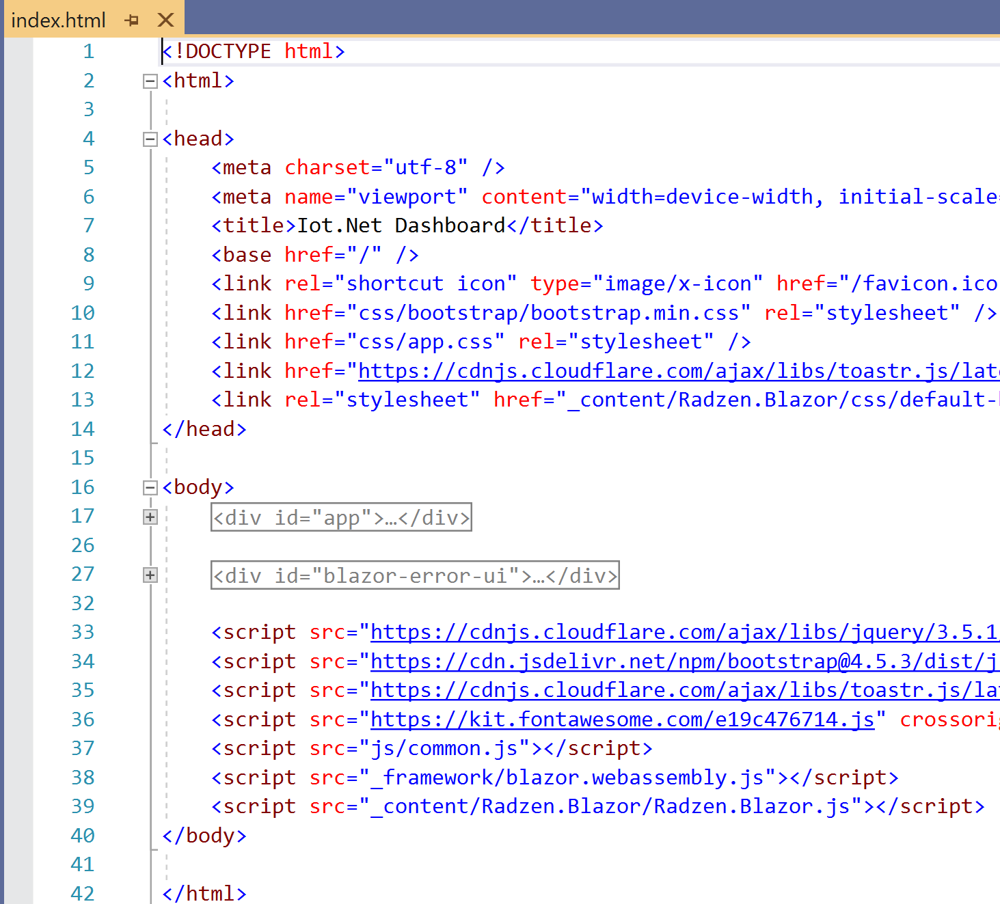 index.html
1 <!DOCTYPE html>
2 <html>
3
4 <head>
5 <meta charset="utf-8" />
6 <meta name="viewport" content="width=device-width, initial-scale=
7 <title>Iot.Net Dashboard</title>
8 <base href="/" />
9 <link rel="shortcut icon" type="image/x-icon" href="/favicon.ico
10 <link href="css/bootstrap/bootstrap.min.css" rel="stylesheet" />
11 <link href="css/app.css" rel="stylesheet" />
12 <link href="https://cdnjs.cloudflare.com/ajax/libs/toastr.js/late
13 <link rel="stylesheet" href="_content/Radzen.Blazor/css/default-
14 </head>
15
16 <body>
17 <div id="app">…</div>
26
27 <div id="blazor-error-ui">…</div>
32
33 <script src="https://cdnjs.cloudflare.com/ajax/libs/jquery/3.5.1/
34 <script src="https://cdn.jsdelivr.net/npm/bootstrap@4.5.3/dist/j
35 <script src="https://cdnjs.cloudflare.com/ajax/libs/toastr.js/lat
36 <script src="https://kit.fontawesome.com/e19c476714.js" crossorig
37 <script src="js/common.js"></script>
38 <script src="_framework/blazor.webassembly.js"></script>
39 <script src="_content/Radzen.Blazor/Radzen.Blazor.js"></script>
40 </body>
41
42 </html>